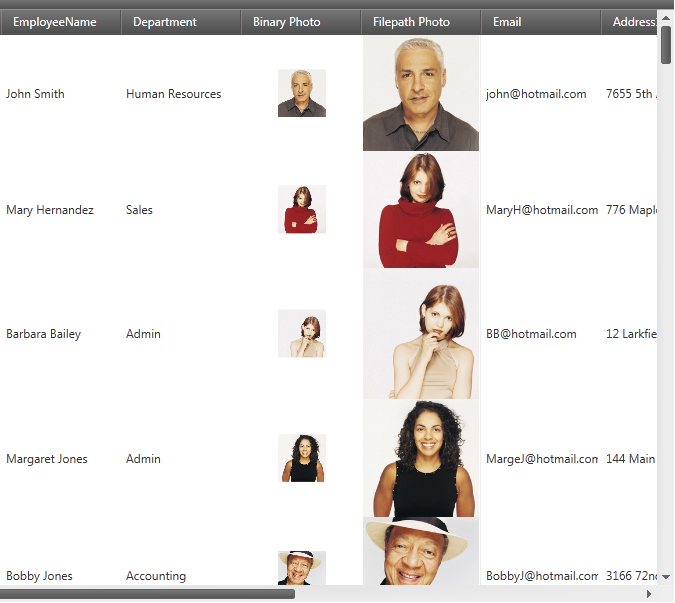 EmployeeName Department Binary Photo Filepath Photo Email Address
John Smith Human Resources john@hotmail.com 7655 5th
Mary Hernandez Sales MaryH@hotmail.com 776 Mapl
Barbara Bailey Admin BB@hotmail.com 12 Larkfie
Margaret Jones Admin MargeJ@hotmail.com 144 Main
Bobby Jones Accounting BobbyJ@hotmail.com 3166 72n